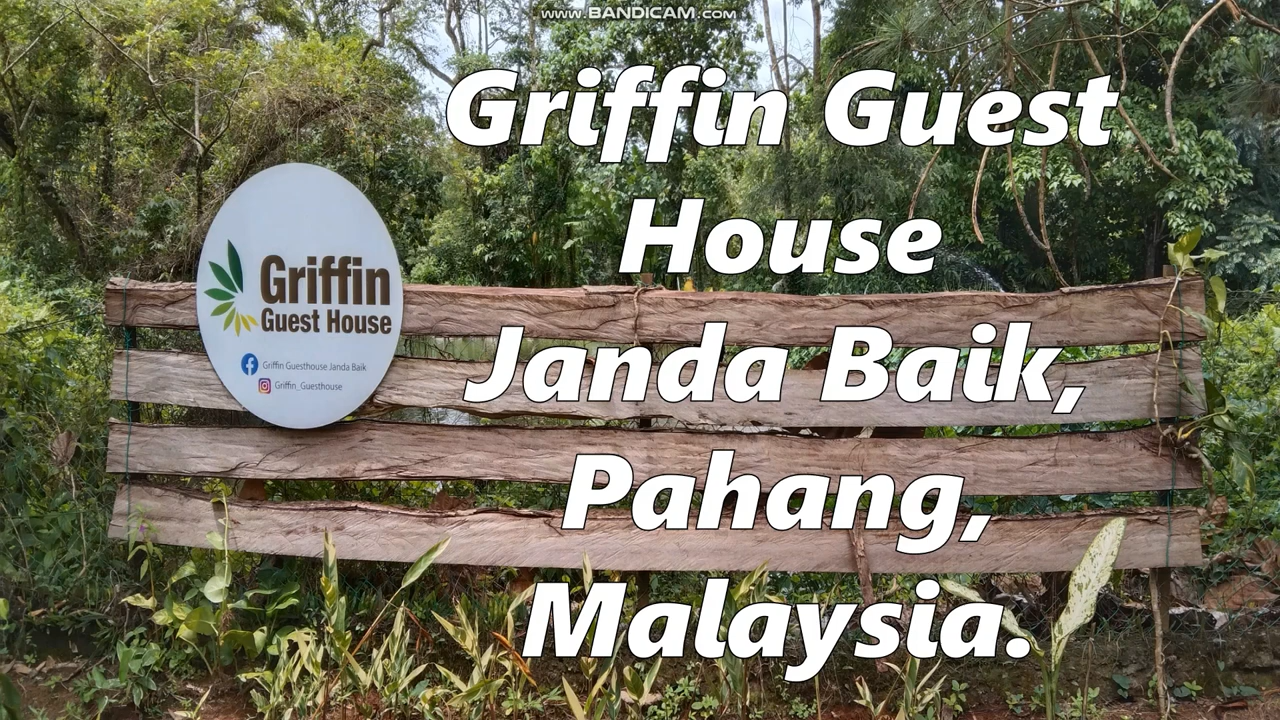 www.BANDICAM.com
Griffin Guest
House
Janda Baik,
Pahang,
Malaysia.
Griffin
Guest House
Griffin Guesthouse Janda Baik
Griffin_Guesthouse